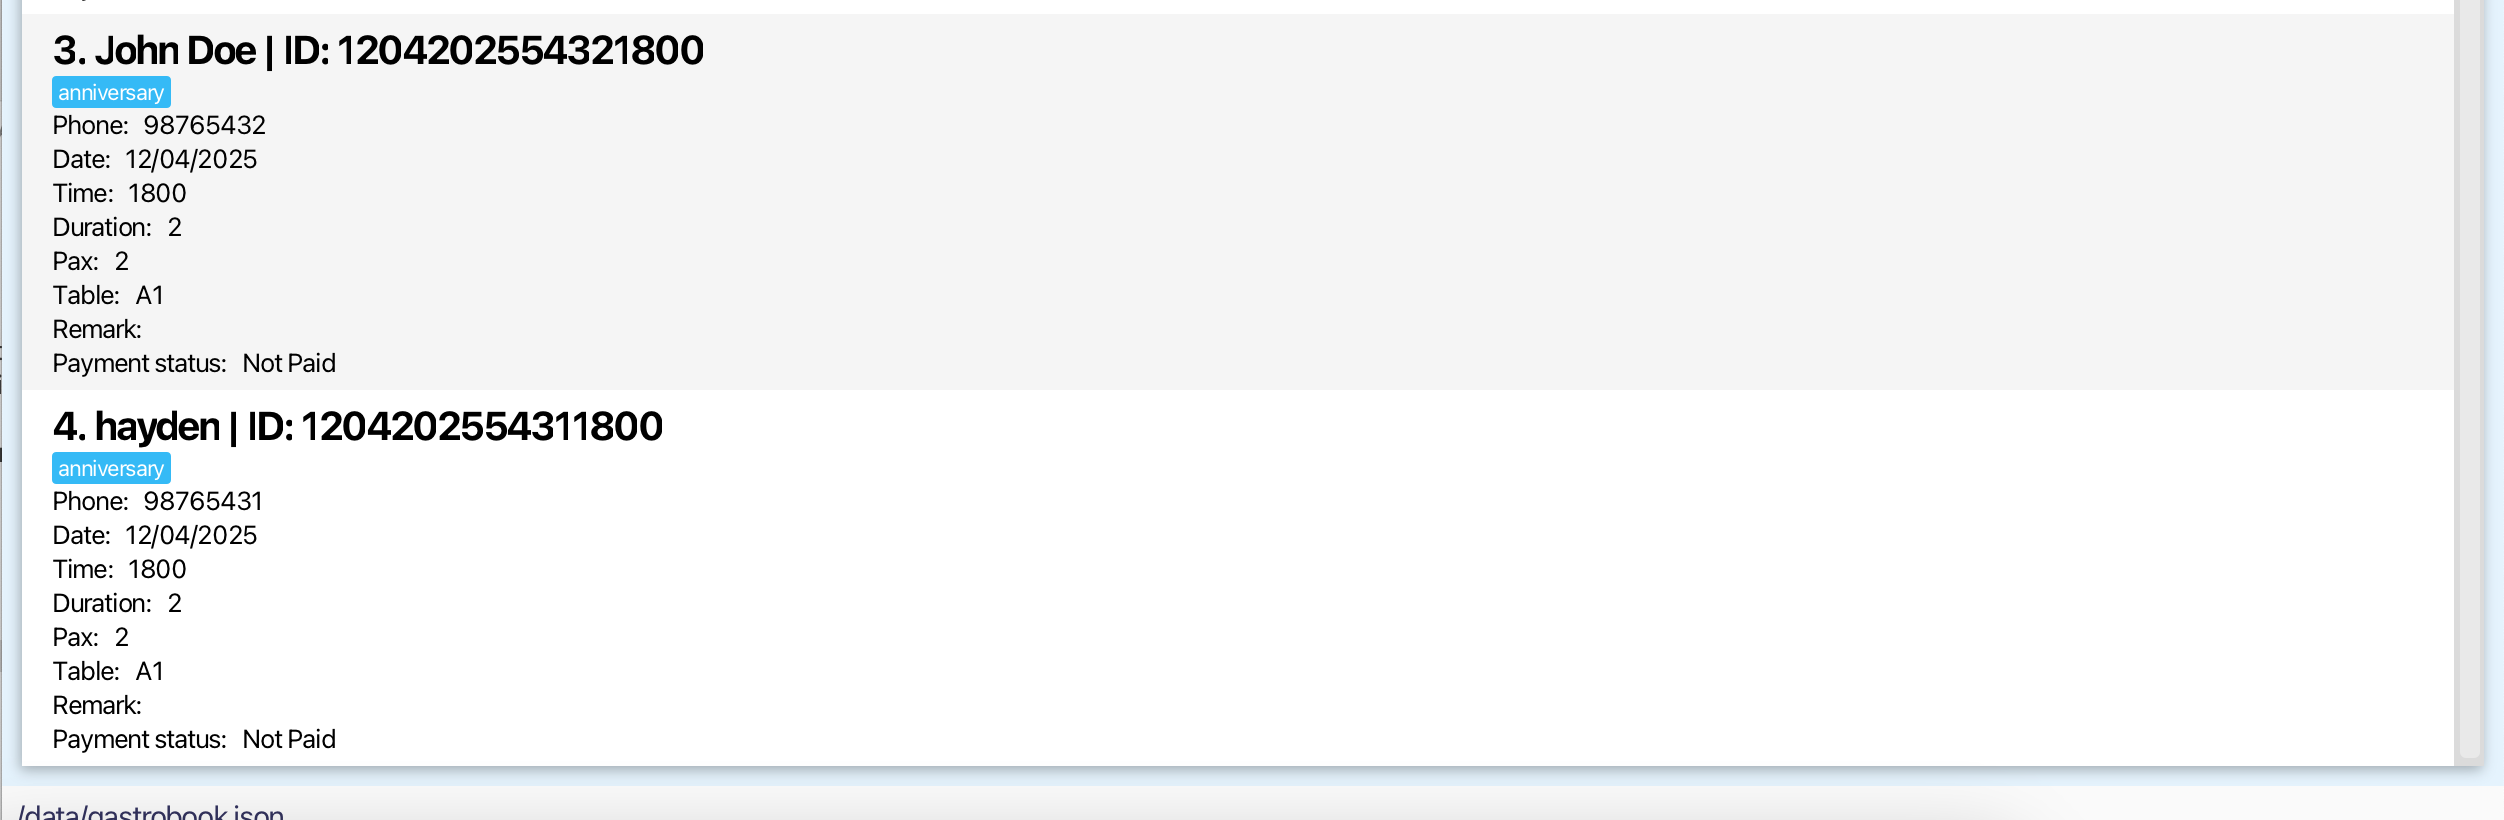 3. John Doe | ID: 1204202554321800
anniversary
Phone: 98765432
Date: 12/04/2025
Time: 1800
Duration: 2
Pax: 2
Table: A1
Remark:
Payment status: Not Paid
4. hayden | ID: 1204202554311800
anniversary
Phone: 98765431
Date: 12/04/2025
Time: 1800
Duration: 2
Pax: 2
Table: A1
Remark:
Payment status: Not Paid
/data/gastrobook.json